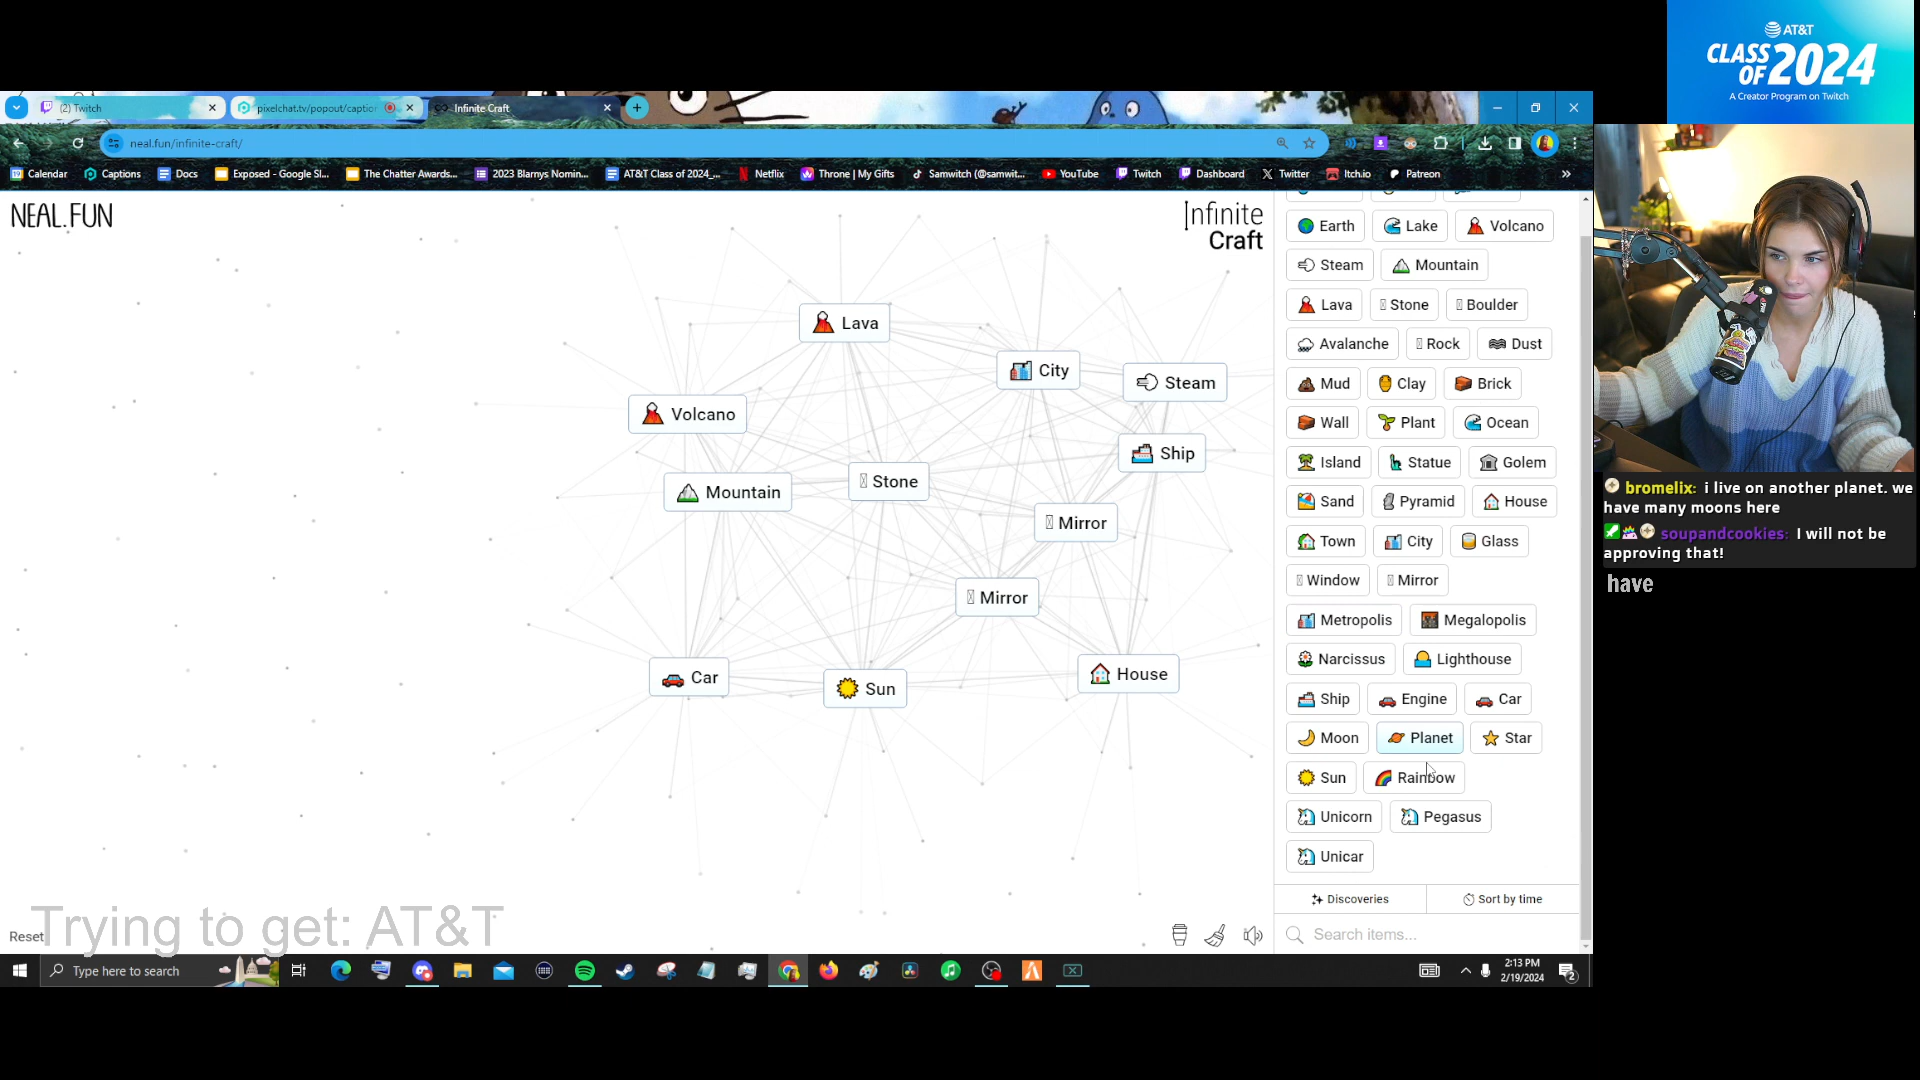 AT&T
CLASS
OF 2024
A Creator Program on Twitch
(2) Twitch
pixelchat.tv/popout/captio
Infinite Craft
neal.fun/infinite-craft/
Calendar
Captions
Docs
Exposed - Google Sl...
The Chatter Awards...
2023 Blarnys Nomin...
AT&T Class of 2024_...
Netflix
Throne | My Gifts
Samwitch (@samwit...
YouTube
Twitch
Dashboard
Twitter
Itch.io
Patreon
NEAL.FUN
Infinite
Craft
Lava
City
Steam
Volcano
Ship
Stone
Mountain
Mirror
Mirror
Car
Sun
House
Earth
Lake
Volcano
Steam
Mountain
Lava
Stone
Boulder
Avalanche
Rock
Dust
Mud
Clay
Brick
Wall
Plant
Ocean
Island
Statue
Golem
Sand
Pyramid
House
Town
City
Glass
Window
Mirror
Metropolis
Megalopolis
Narcissus
Lighthouse
Ship
Engine
Car
Moon
Planet
Star
Sun
Rainbow
Unicorn
Pegasus
Unicar
Discoveries
Sort by time
Search items...
bromelix: i live on another planet. we
have many moons here
soupandcookies: I will not be
approving that!
have
Trying to get: AT&T
Reset
Type here to search
2:13 PM
2/19/2024
2